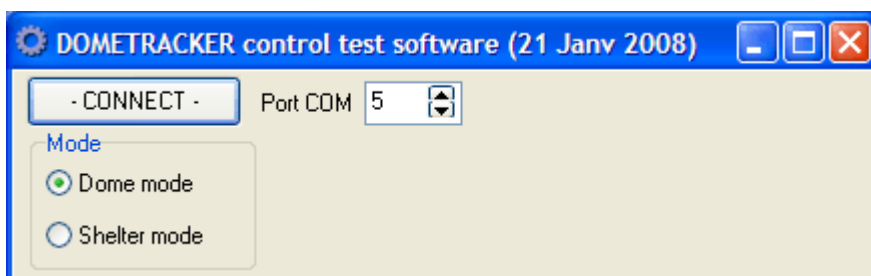 DOMETRACKER control test software (21 Janv 2008)
- CONNECT - Port COM 5
Mode
Dome mode
Shelter mode